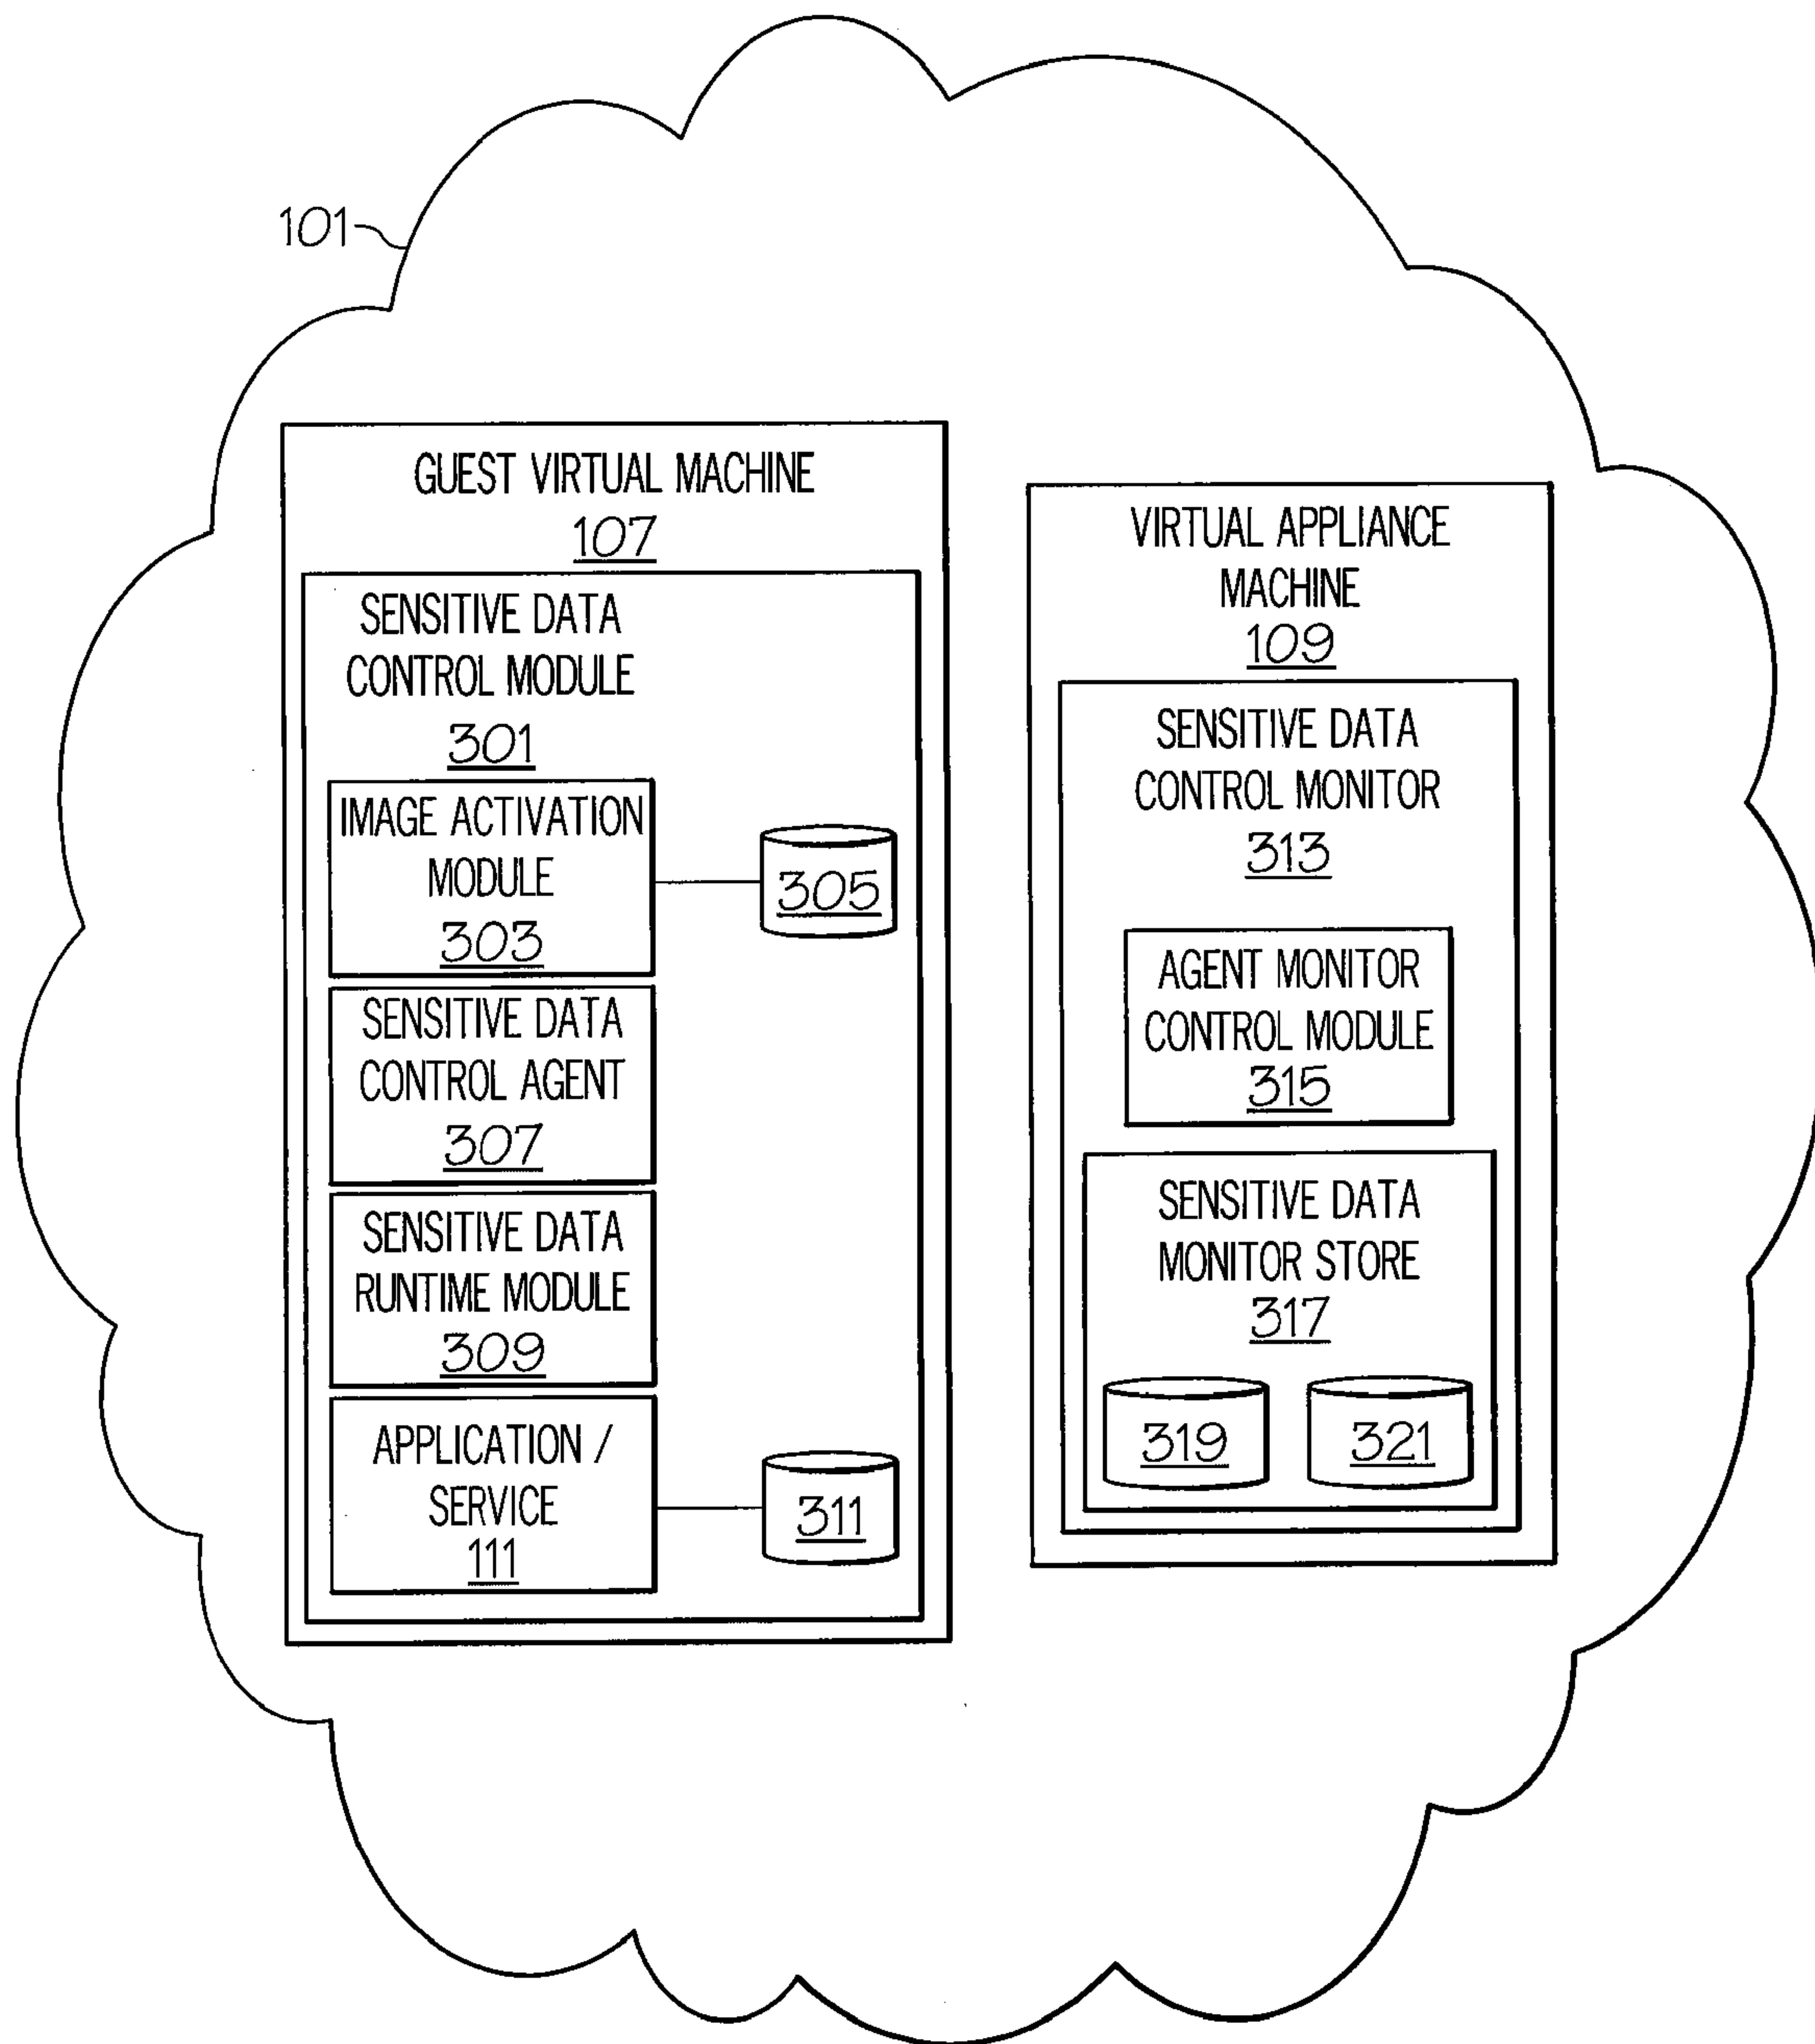 101
GUEST VIRTUAL MACHINE
107
SENSITIVE DATA
CONTROL MODULE
301
IMAGE ACTIVATION
MODULE
303
305
SENSITIVE DATA
CONTROL AGENT
307
SENSITIVE DATA
RUNTIME MODULE
309
APPLICATION /
SERVICE
111
311
VIRTUAL APPLIANCE
MACHINE
109
SENSITIVE DATA
CONTROL MONITOR
313
AGENT MONITOR
CONTROL MODULE
315
SENSITIVE DATA
MONITOR STORE
317
319
321